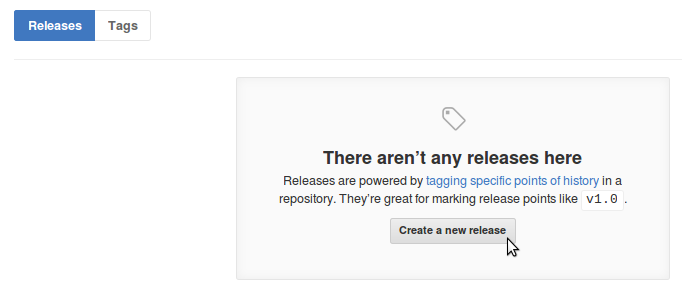 Releases Tags
There aren’t any releases here
Releases are powered by tagging specific points of history in a
repository. They’re great for marking release points like v1.0 .
Create a new release